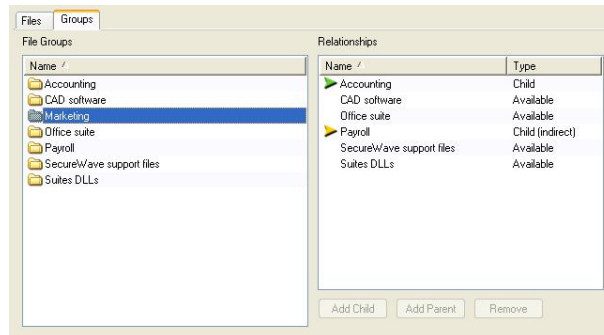 Files Groups
File Groups
Name
Accounting
CAD software
Marketing
Office suite
Payroll
SecureWave support files
Suites DLLs
Relationships
Name Type
Accounting Child
CAD software Available
Office suite Available
Payroll Child (indirect)
SecureWave support files Available
Suites DLLs Available
Add Child Add Parent Remove